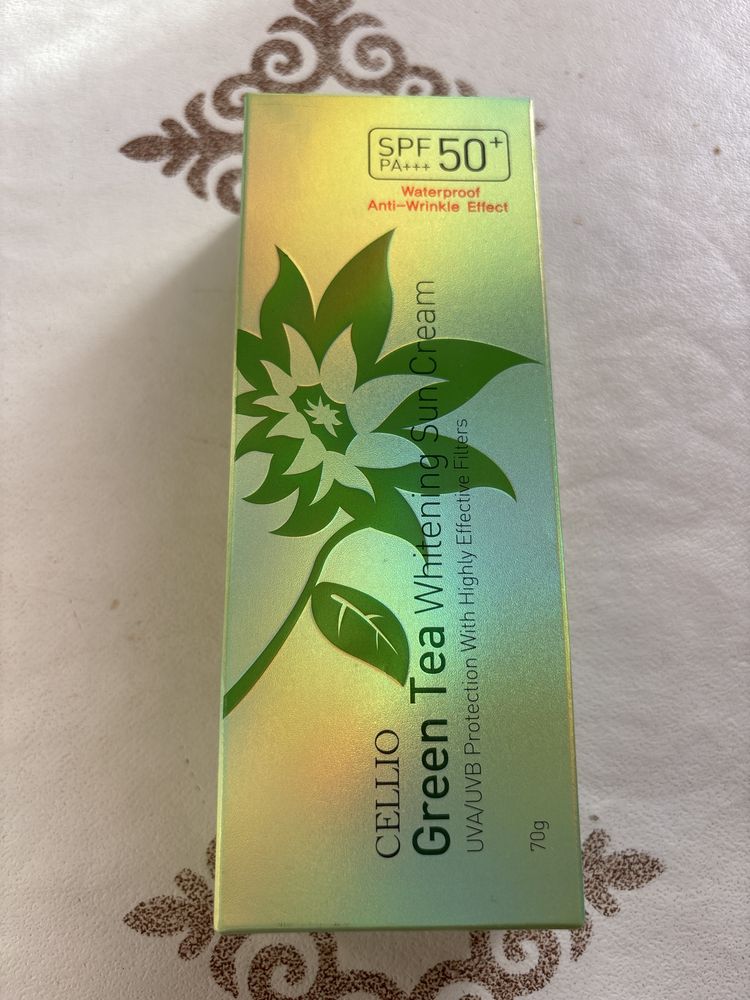 SPF 50+
PA+++
Waterproof
Anti-Wrinkle Effect
CELLIO
Green Tea Whitening Sun Cream
UVA/UVB Protection With Highly Effective Filters
70g